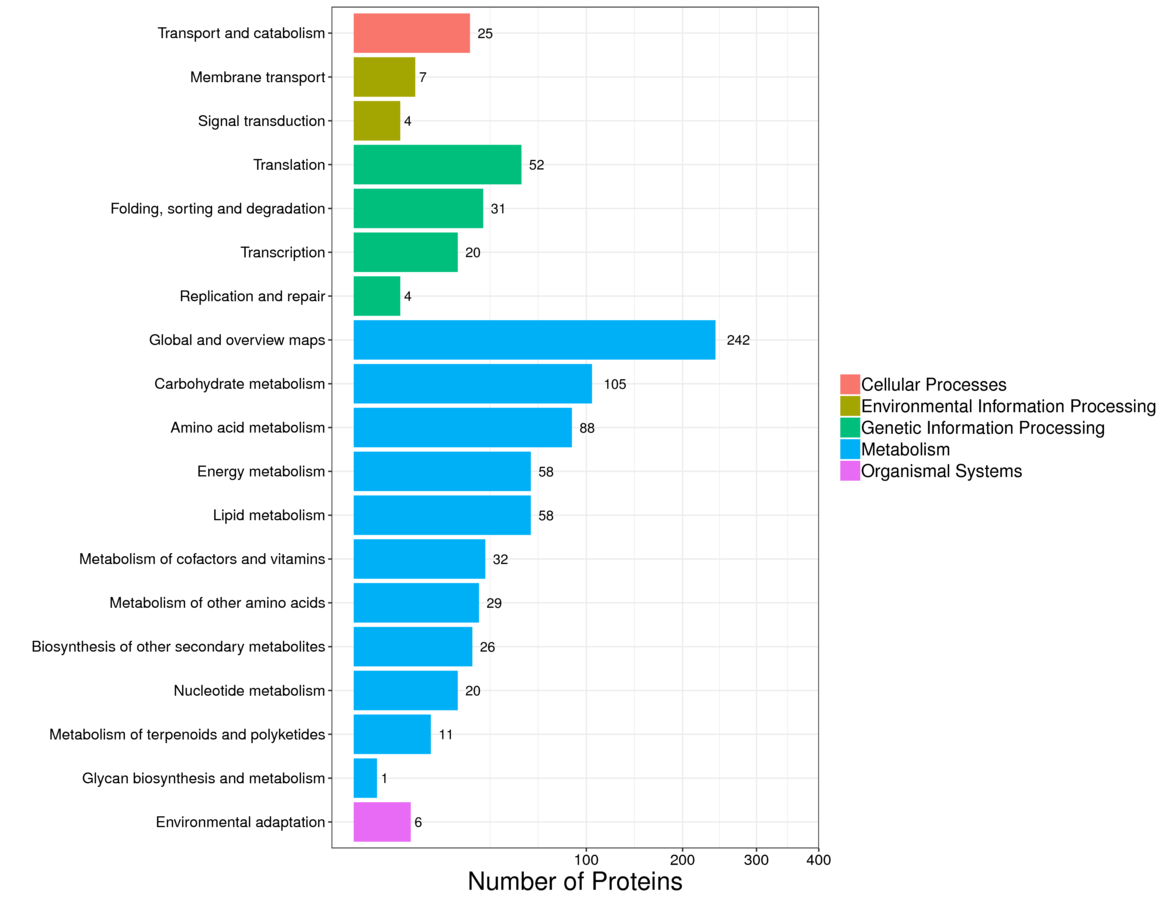 Transport and catabolism 25
Membrane transport 7
Signal transduction 4
Translation 52
Folding, sorting and degradation 31
Transcription 20
Replication and repair 4
Global and overview maps 242
Carbohydrate metabolism 105
Amino acid metabolism 88
Energy metabolism 58
Lipid metabolism 58
Metabolism of cofactors and vitamins 32
Metabolism of other amino acids 29
Biosynthesis of other secondary metabolites 26
Nucleotide metabolism 20
Metabolism of terpenoids and polyketides 11
Glycan biosynthesis and metabolism 1
Environmental adaptation 6
100 200 300 400
Number of Proteins
Cellular Processes
Environmental Information Processing
Genetic Information Processing
Metabolism
Organismal Systems